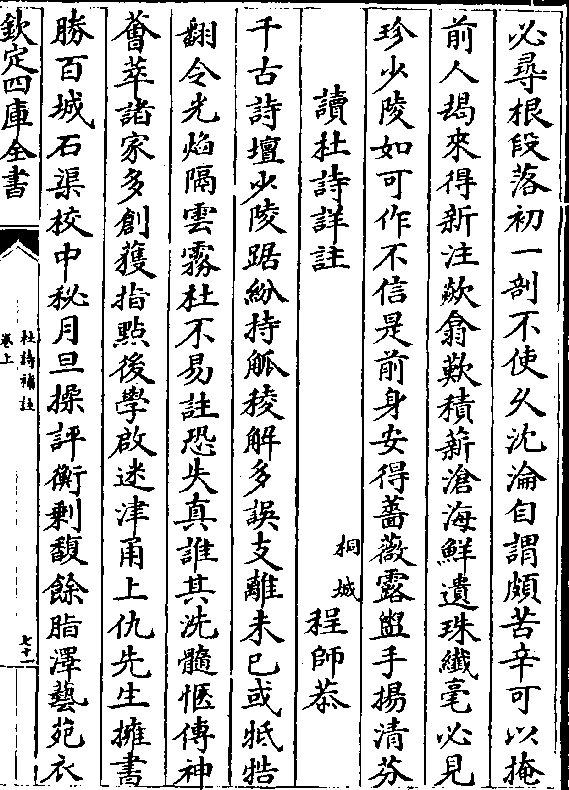 必尋根段落初一剖不使久沈淪自謂頗苦辛可以掩
前人朅來得新注歙翕歎積薪滄海鮮遺珠纎毫必見
珍少陵如可作不信是前身安得薔薇露盥手揚清芬
讀杜詩詳註
桐城 程師恭
千古詩壇少陵踞紛持觚稜解多誤支離未已或牴牾
翻令光焰隔雲霧杜不易註恐失真誰其洗髓愜傳神
薈萃諸家多創獲指點後學啟迷津甬上仇先生擁書
勝百城石渠校中秘月旦操評衡剩馥餘脂澤藝苑衣
欽定四庫全書
杜詩補註
卷上
七十一